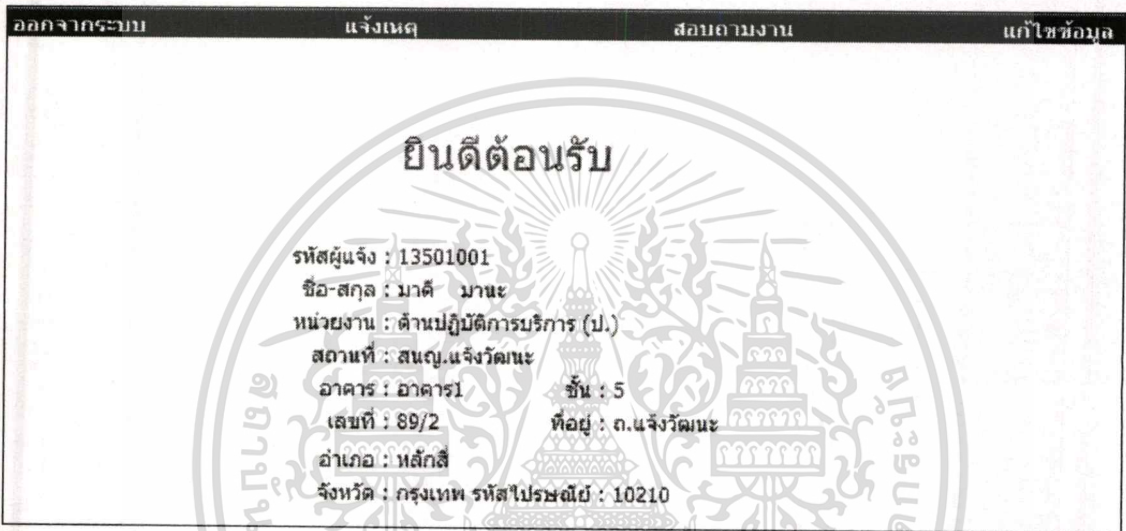 ออกจากระบบ แจ้งเหตุ สอบถามงาน แก้ไขข้อมูล
ยินดีต้อนรับ
รหัสผู้แจ้ง : 13501001
ชื่อ-สกุล : มาดี มานะ
หน่วยงาน : ด้านปฏิบัติการบริการ (ป.)
สถานที่ : สนญ.แจ้งวัฒนะ
อาคาร : อาคาร1 ชั้น : 5
เลขที่ : 89/2 ที่อยู่ : ถ.แจ้งวัฒนะ
อำเภอ : หลักสี่
จังหวัด : กรุงเทพ รหัสไปรษณีย์ : 10210